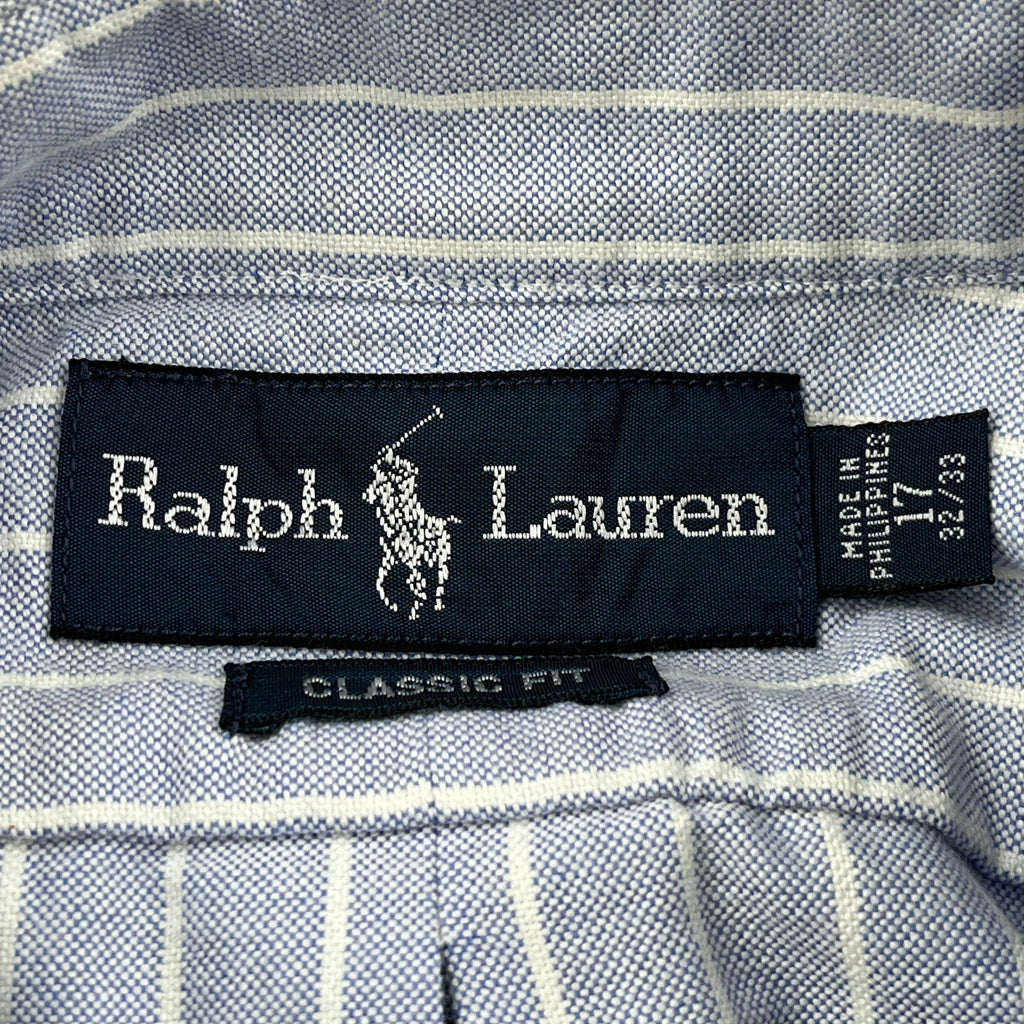 Ralph Lauren
MADE IN
PHILIPPINES
17
32/33
CLASSIC FIT